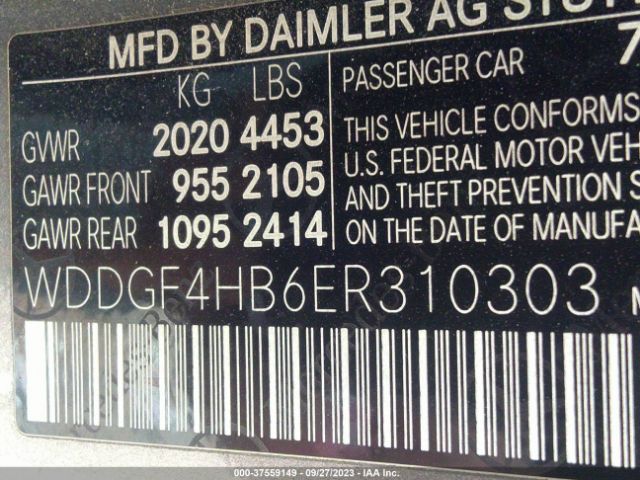 MFD BY DAIMLER AG STUT
KG LBS
GVWR 2020 4453
GAWR FRONT 955 2105
GAWR REAR 1095 2414
PASSENGER CAR 7
THIS VEHICLE CONFORMS
U.S. FEDERAL MOTOR VEH
AND THEFT PREVENTION S
ON THE DATE OF MANUFA
WDDGF4HB6ER310303
000-37559149 - 09/27/2023 - IAA Inc.